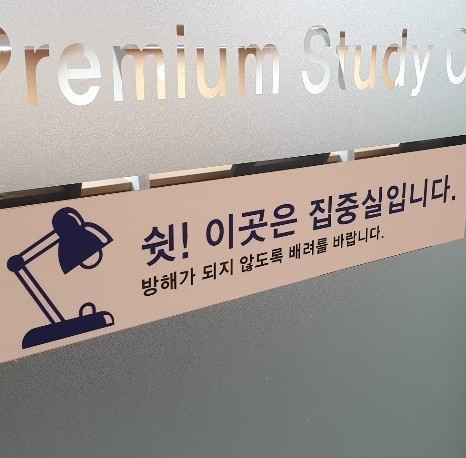 Premium Study
쉿! 이곳은 집중실입니다.
방해가 되지 않도록 배려를 바랍니다.